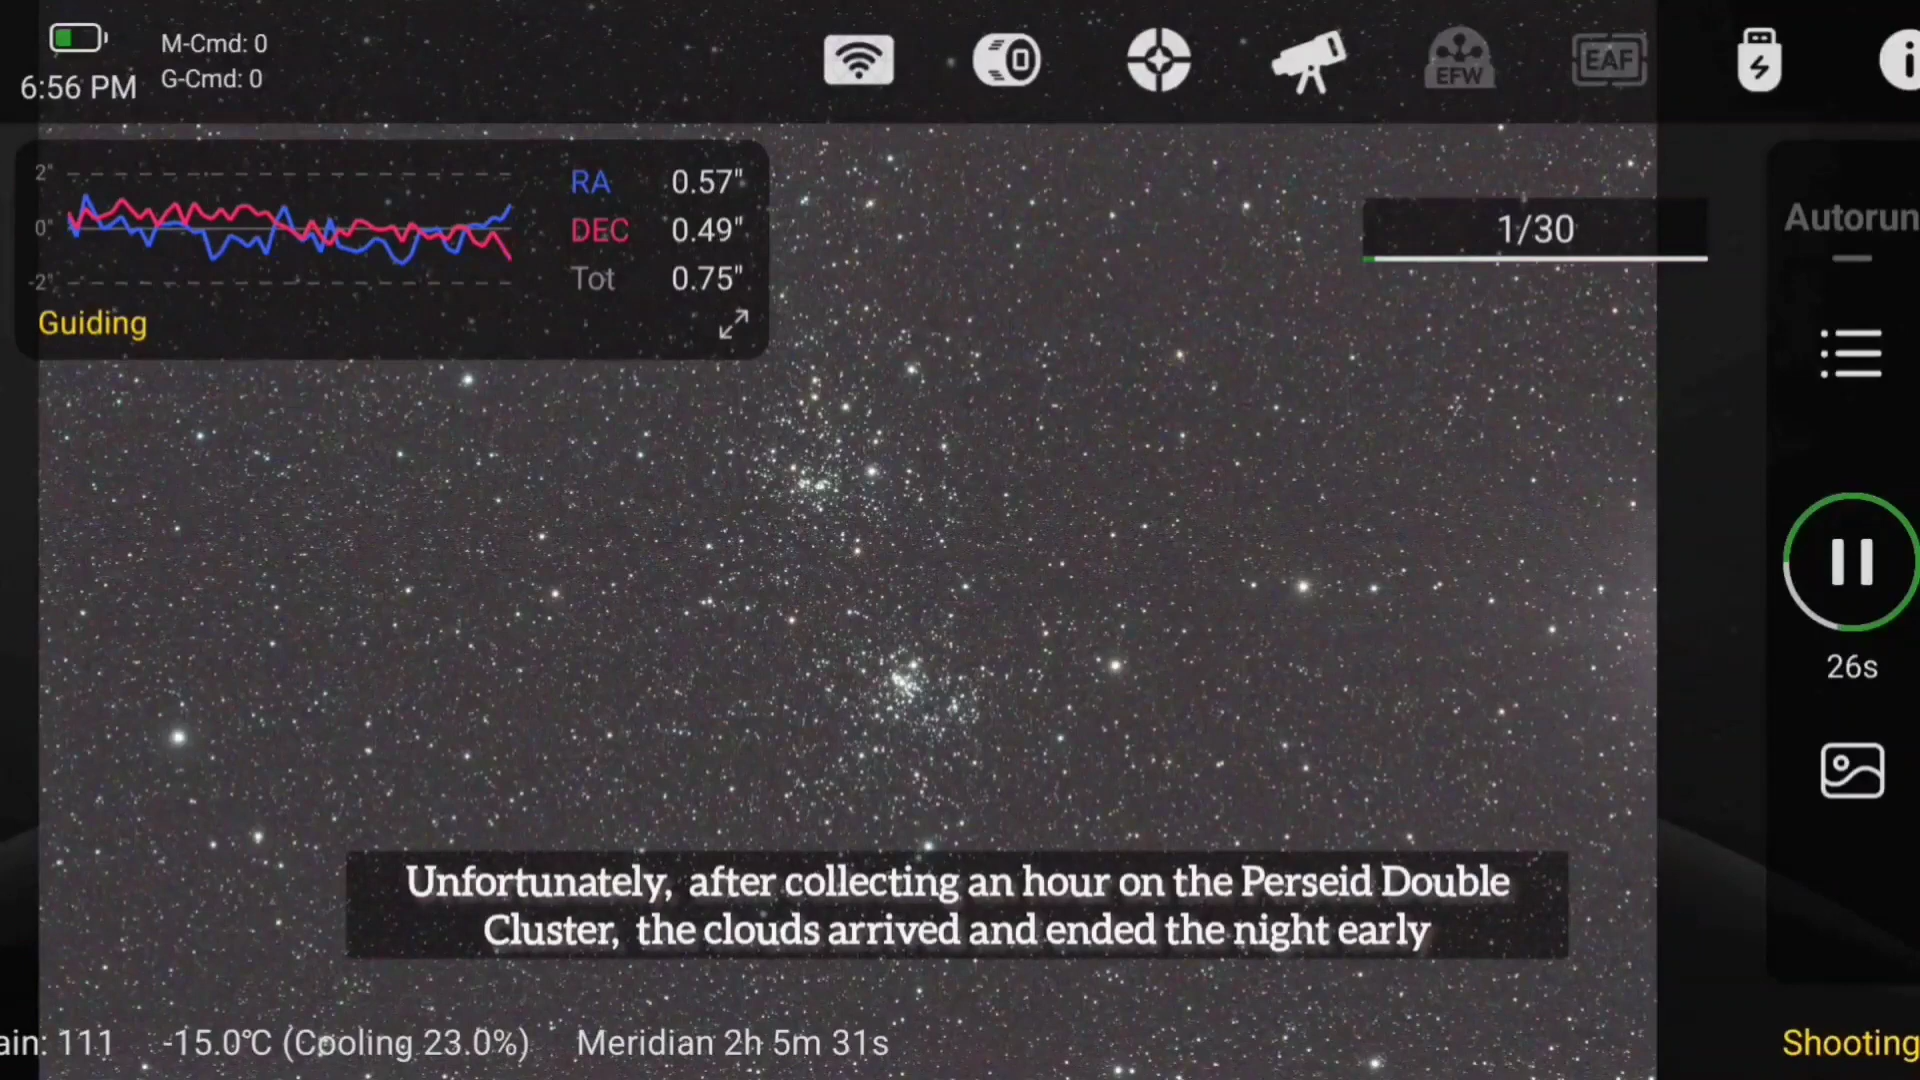 6:56 PM
M-Cmd: 0
G-Cmd: 0
EFW
EAF
2"
0"
-2"
RA 0.57"
DEC 0.49"
Tot 0.75"
Guiding
1/30
Autorun
26s
Unfortunately, after collecting an hour on the Perseid Double
Cluster, the clouds arrived and ended the night early
ain: 111 -15.0℃ (Cooling 23.0%) Meridian 2h 5m 31s
Shooting